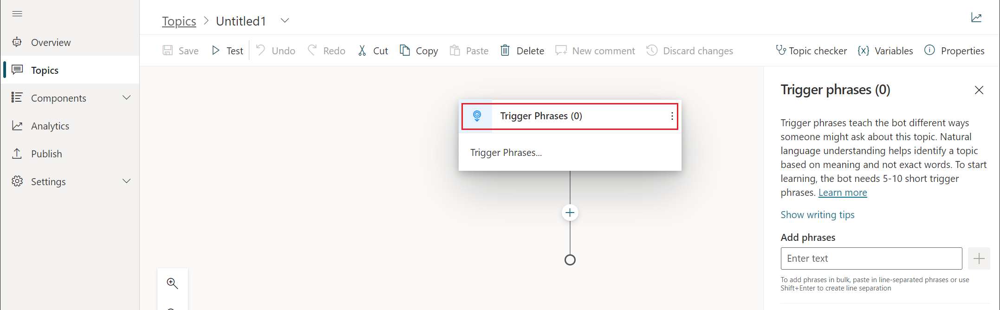 Topics > Untitled1
Overview
Topics
Components
Analytics
Publish
Settings
Save Test Undo Redo Cut Copy Paste Delete New comment Discard changes
Topic checker {x} Variables Properties
Trigger Phrases (0)
Trigger Phrases...
Trigger phrases (0)
Trigger phrases teach the bot different ways
someone might ask about this topic. Natural
language understanding helps identify a topic
based on meaning and not exact words. To start
learning, the bot needs 5-10 short trigger
phrases. Learn more
Show writing tips
Add phrases
Enter text
To add phrases in bulk, paste in line-separated phrases or use
Shift+Enter to create line separation